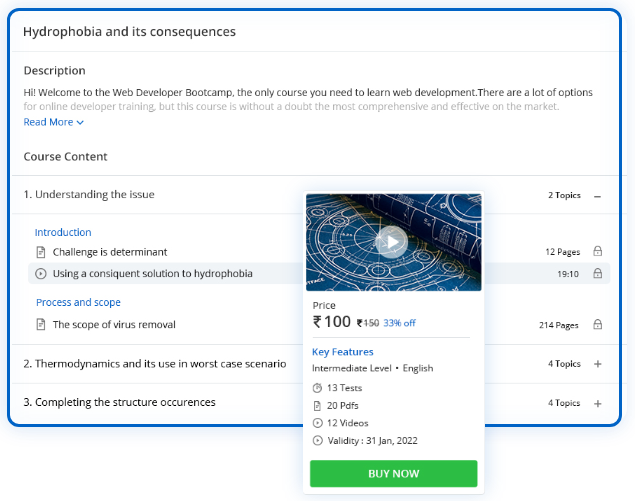 Hydrophobia and its consequences
Description
Hi! Welcome to the Web Developer Bootcamp, the only course you need to learn web development.There are a lot of options
for online developer training, but this course is without a doubt the most comprehensive and effective on the market.
Read More
Course Content
1. Understanding the issue 2 Topics
Introduction
Challenge is determinant 12 Pages
Using a consiquent solution to hydrophobia 19:10
Process and scope
The scope of virus removal 214 Pages
2. Thermodynamics and its use in worst case scenario 4 Topics +
3. Completing the structure occurences 4 Topics +
Price
₹100 ₹150 33% off
Key Features
Intermediate Level • English
13 Tests
20 Pdfs
12 Videos
Validity : 31 Jan, 2022
BUY NOW